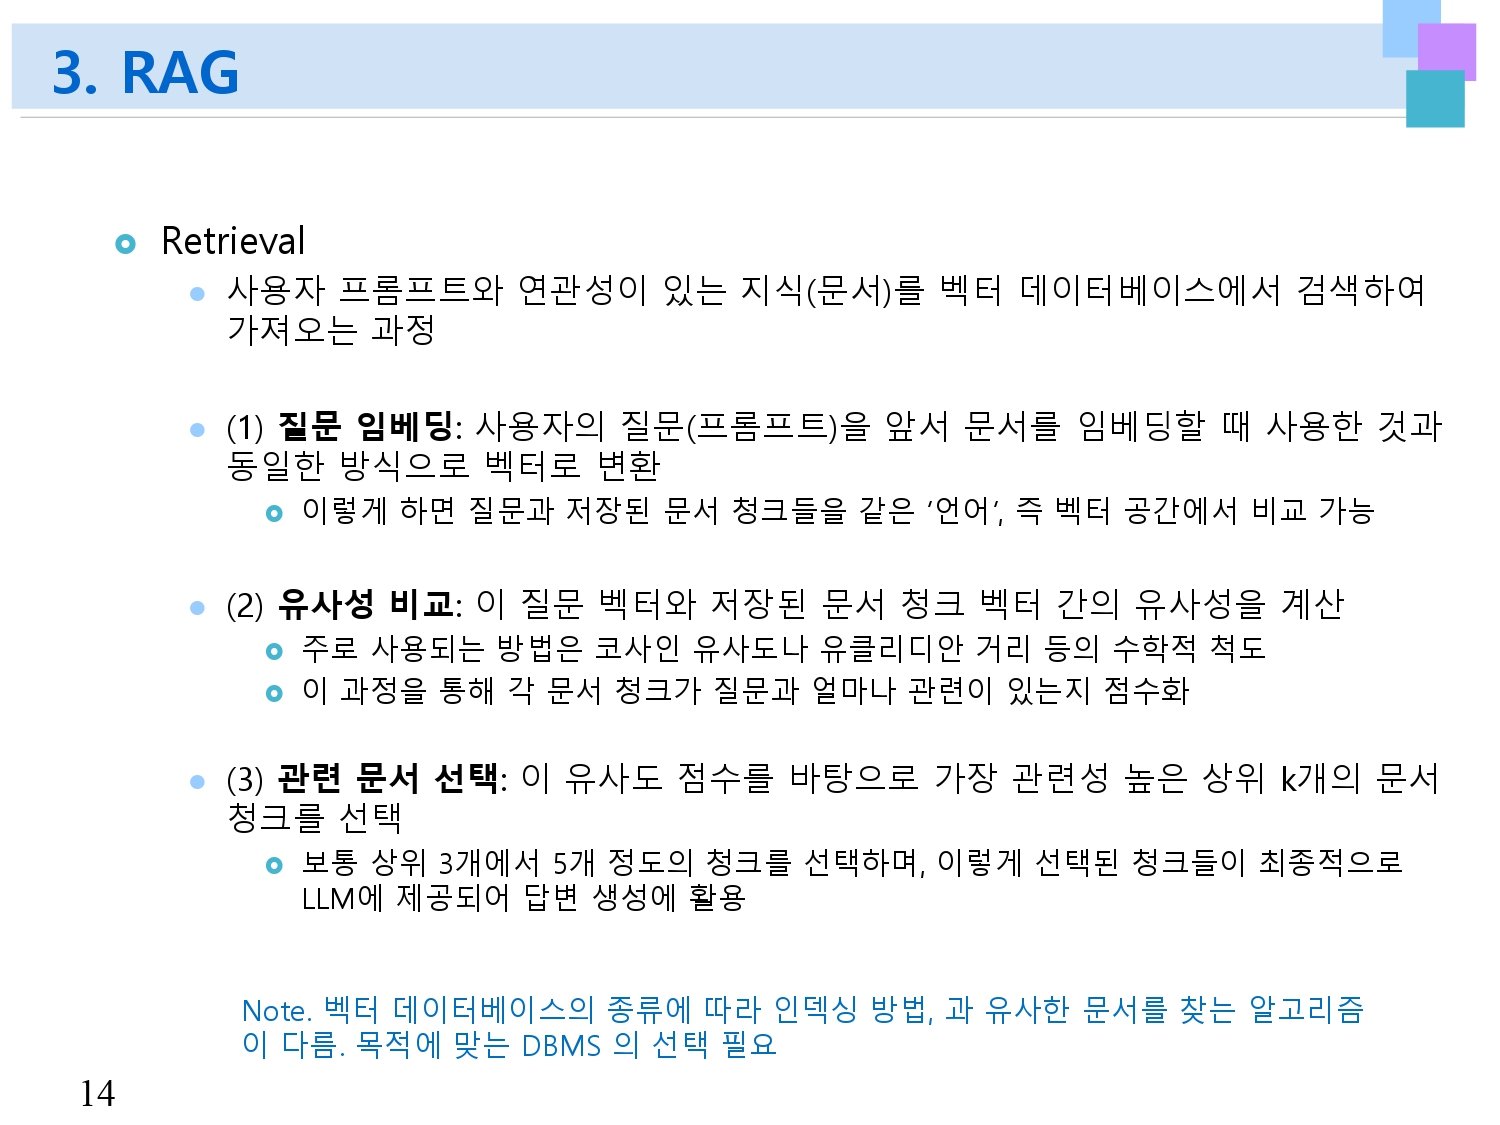 3. RAG
Retrieval
사용자 프롬프트와 연관성이 있는 지식(문서)를 벡터 데이터베이스에서 검색하여
가져오는 과정
(1) 질문 임베딩: 사용자의 질문(프롬프트)을 앞서 문서를 임베딩할 때 사용한 것과
동일한 방식으로 벡터로 변환
이렇게 하면 질문과 저장된 문서 청크들을 같은 ‘언어‘, 즉 벡터 공간에서 비교 가능
(2) 유사성 비교: 이 질문 벡터와 저장된 문서 청크 벡터 간의 유사성을 계산
주로 사용되는 방법은 코사인 유사도나 유클리디안 거리 등의 수학적 척도
이 과정을 통해 각 문서 청크가 질문과 얼마나 관련이 있는지 점수화
(3) 관련 문서 선택: 이 유사도 점수를 바탕으로 가장 관련성 높은 상위 k개의 문서
청크를 선택
보통 상위 3개에서 5개 정도의 청크를 선택하며, 이렇게 선택된 청크들이 최종적으로
LLM에 제공되어 답변 생성에 활용
Note. 벡터 데이터베이스의 종류에 따라 인덱싱 방법, 과 유사한 문서를 찾는 알고리즘
이 다름. 목적에 맞는 DBMS 의 선택 필요
14